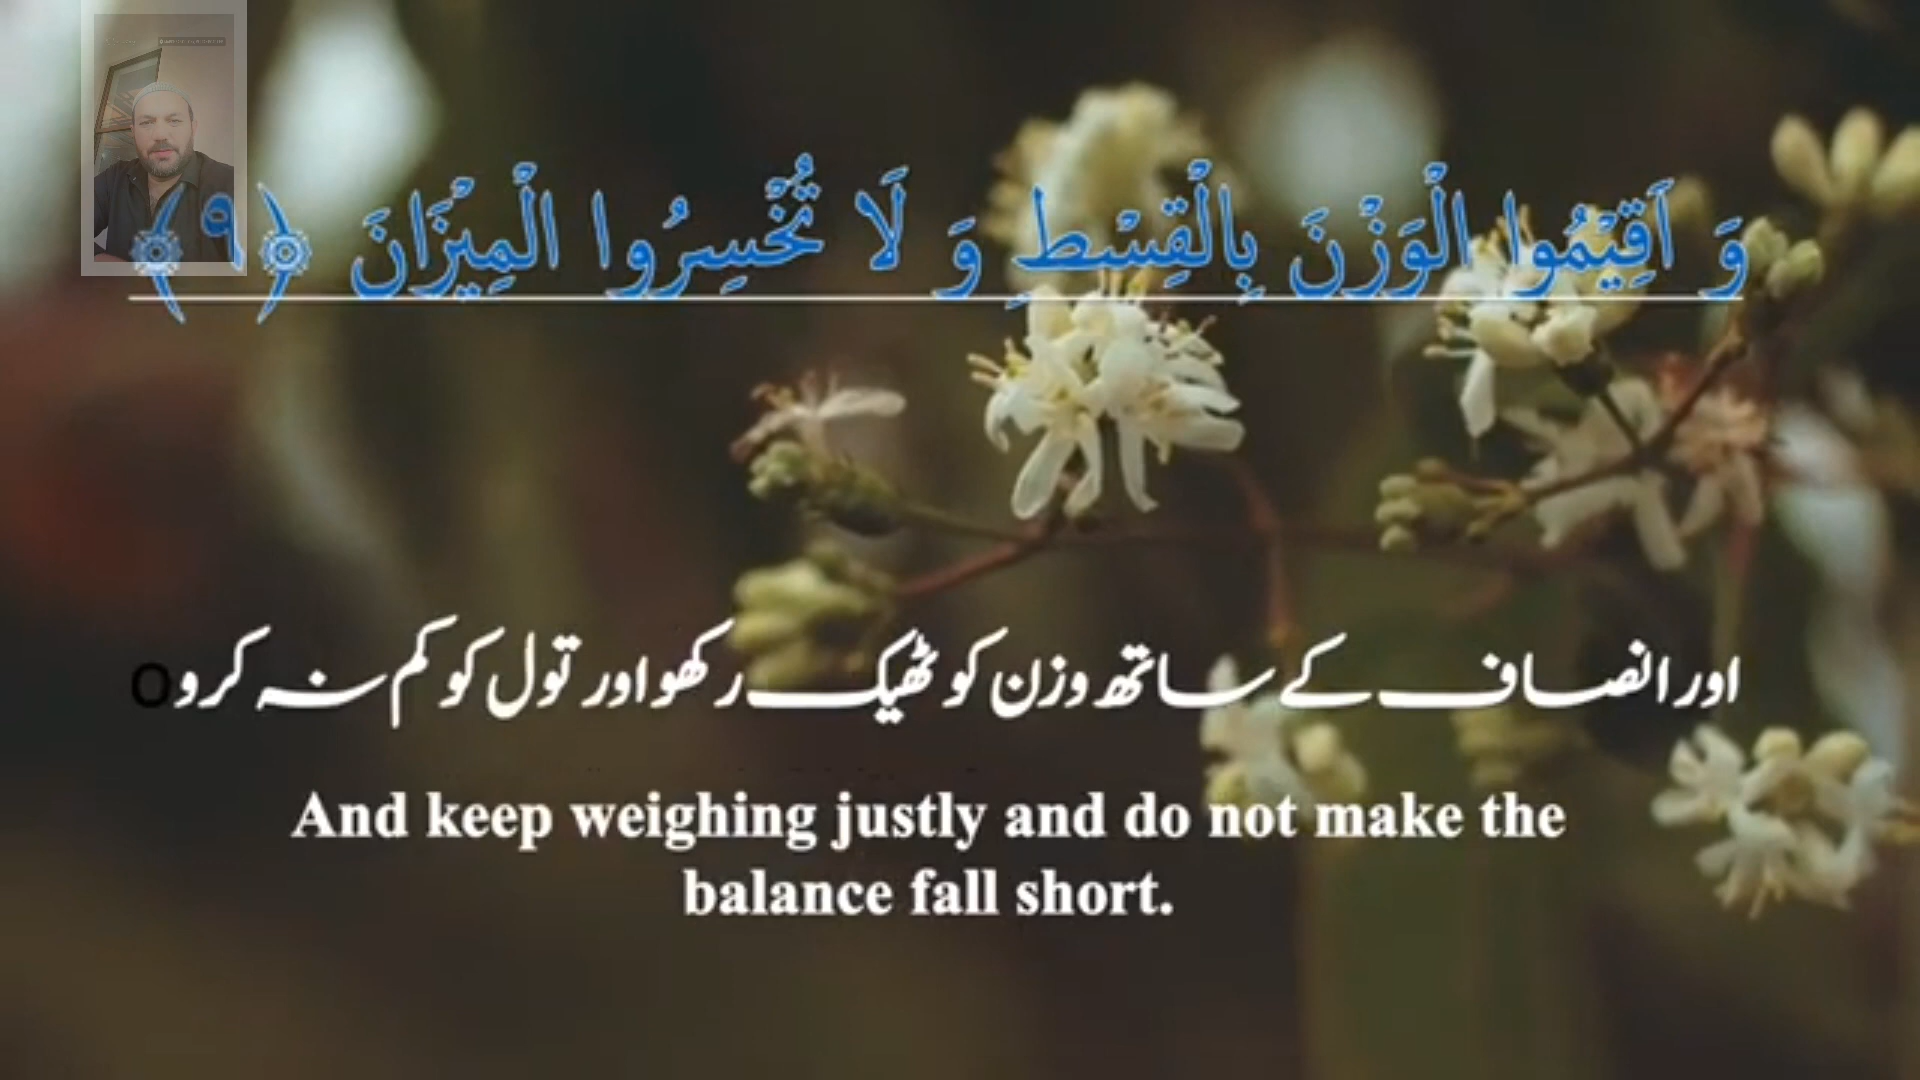 وَ اَقِيْمُوا الْوَزْنَ بِالْقِسْطِ وَ لَا تُخْسِرُوا الْمِيْزَانَ ﴿۹﴾
اور انصاف کے ساتھ وزن کو ٹھیک رکھو اور تول کو کم نہ کرو
And keep weighing justly and do not make the
balance fall short.